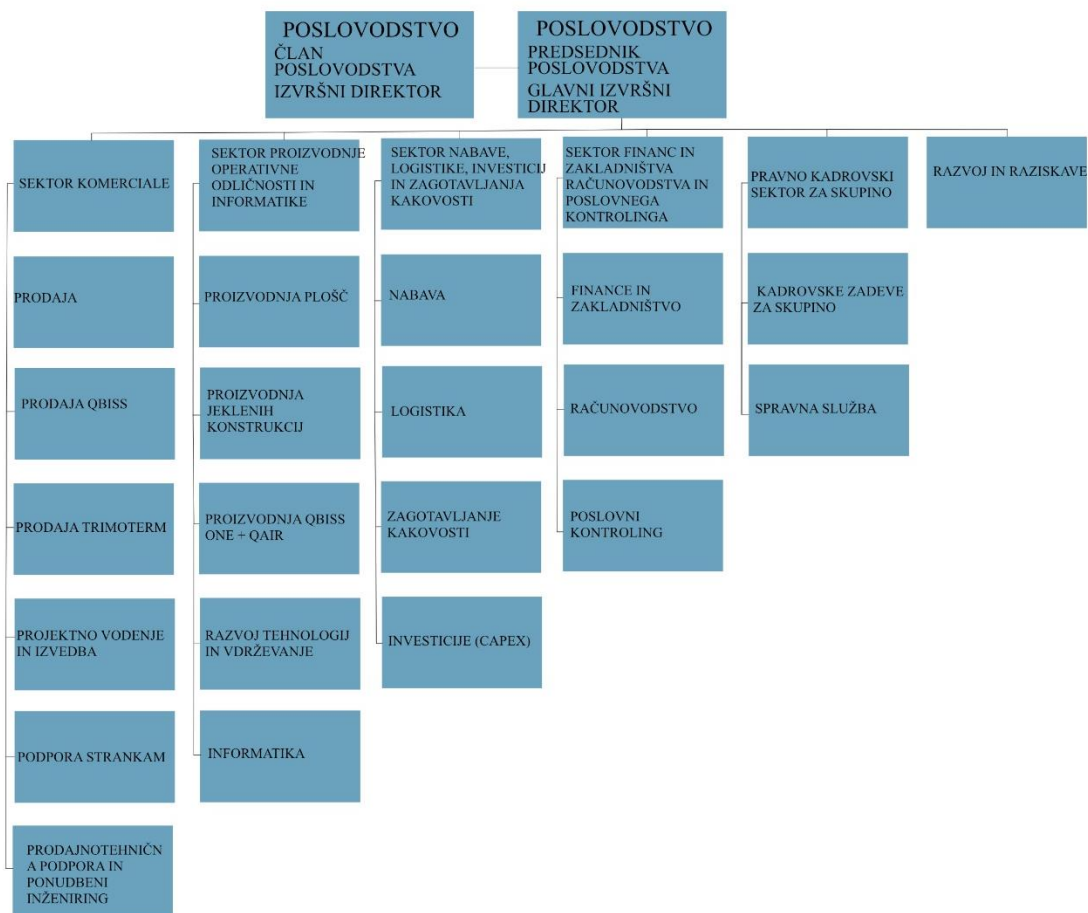 POSLOVODSTVO
ČLAN
POSLOVODSTVA
IZVRŠNI DIREKTOR
POSLOVODSTVO
PREDSEDNIK
POSLOVODSTVA
GLAVNI IZVRŠNI
DIREKTOR
SEKTOR KOMERCIALE
SEKTOR PROIZVODNJE
OPERATIVNE
ODLIČNOSTI IN
INFORMATIKE
SEKTOR NABAVE,
LOGISTIKE, INVESTICIJ
IN ZAGOTAVLJANJA
KAKOVOSTI
SEKTOR FINANC IN
ZAKLADNIŠTVA
RAČUNOVODSTVA IN
POSLOVNEGA
KONTROLINGA
PRAVNO KADROVSKI
SEKTOR ZA SKUPINO
RAZVOJ IN RAZISKAVE
PRODAJA
PROIZVODNJA PLOŠČ
NABAVA
FINANCE IN
ZAKLADNIŠTVO
KADROVSKE ZADEVE
ZA SKUPINO
PRODAJA QBISS
PROIZVODNJA
JEKLENIH
KONSTRUKCIJ
LOGISTIKA
RAČUNOVODSTVO
SPRAVNA SLUŽBA
PRODAJA TRIMOTERM
PROIZVODNJA QBISS
ONE + QAIR
ZAGOTAVLJANJE
KAKOVOSTI
POSLOVNI
KONTROLING
PROJEKTNO VODENJE
IN IZVEDBA
RAZVOJ TEHNOLOGIJ
IN VDRŽEVANJE
INVESTICIJE (CAPEX)
PODPORA STRANKAM
INFORMATIKA
PRODAJNOTEHNIČN
A PODPORA IN
PONUDBENI
INŽENIRING